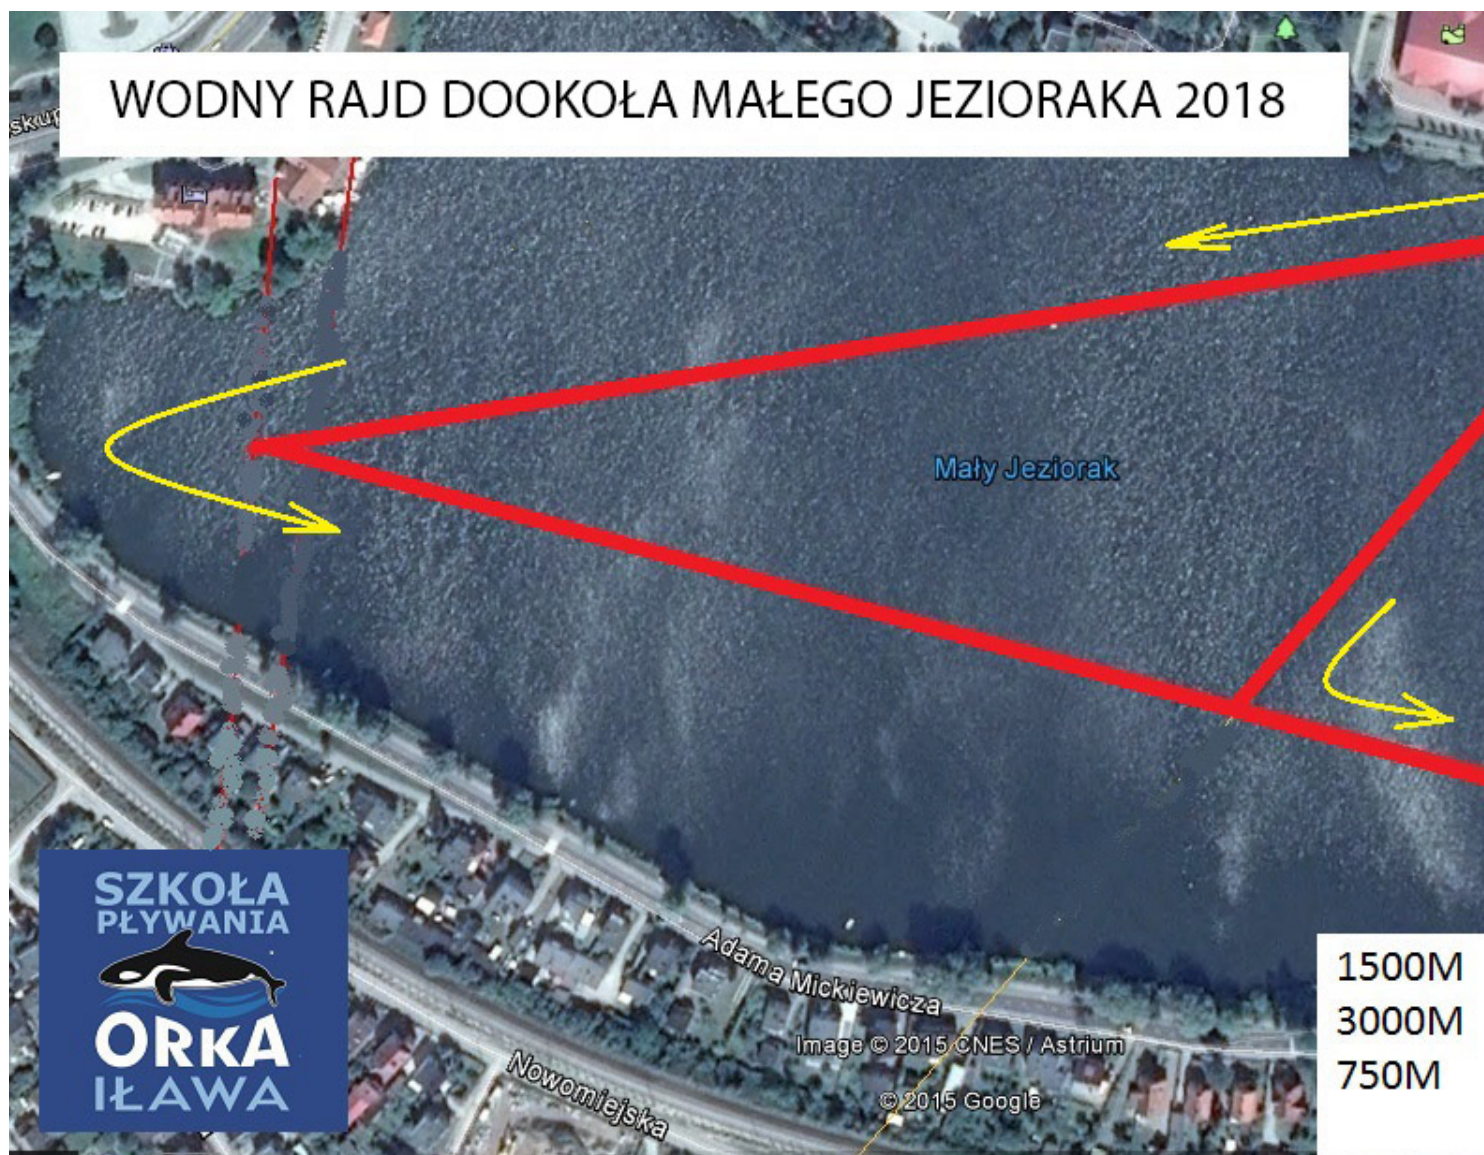 WODNY RAJD DOOKOŁA MAŁEGO JEZIORAKA 2018
Mały Jeziorak
SZKOŁA
PŁYWANIA
ORKA
IŁAWA
Adama Mickiewicza
Nowomiejska
Image © 2015 CNES / Astrium
© 2015 Google
1500M
3000M
750M